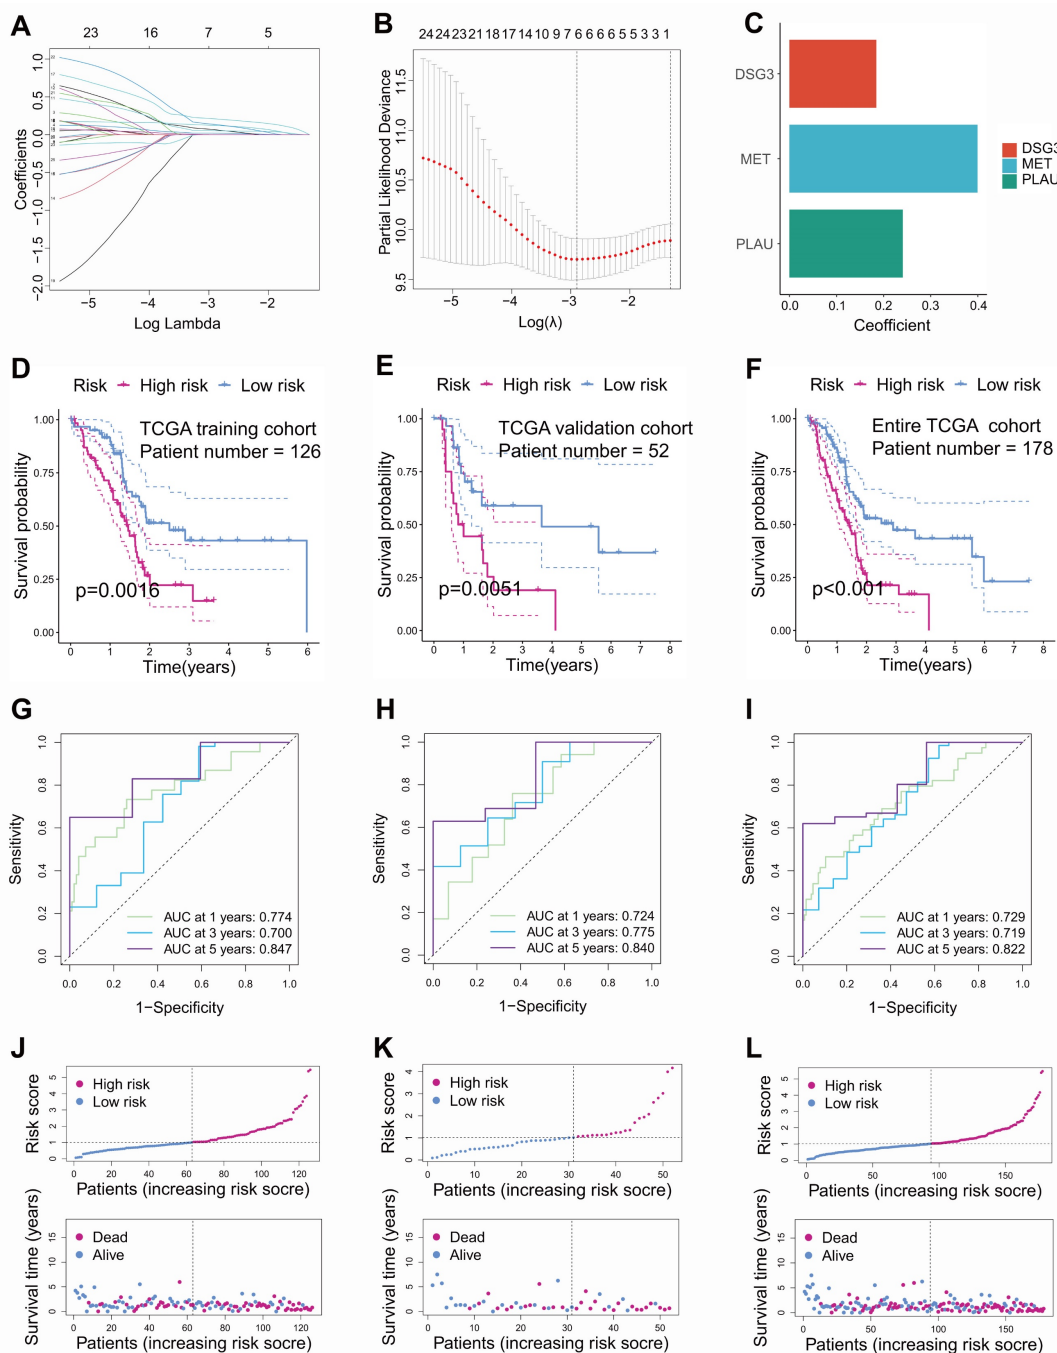 A
23 16 7 5
1.0
0.5
0.0
−0.5
−1.0
−1.5
−2.0
Coefficients
−5 −4 −3 −2
Log Lambda
B
24 24 23 21 18 17 14 10 9 7 6 6 6 6 5 5 3 3 1
11.5
11.0
10.5
10.0
9.5
Partial Likelihood Deviance
−5 −4 −3 −2
Log(λ)
C
DSG3
MET
PLAU
0.0 0.1 0.2 0.3 0.4
Ceofficient
DSG3
MET
PLAU
D
Risk High risk Low risk
TCGA training cohort
Patient number = 126
1.00
0.75
0.50
0.25
0.00
Survival probability
p=0.0016
0 1 2 3 4 5 6
Time(years)
E
Risk High risk Low risk
TCGA validation cohort
Patient number = 52
1.00
0.75
0.50
0.25
0.00
Survival probability
p=0.0051
0 1 2 3 4 5 6 7 8
Time(years)
F
Risk High risk Low risk
Entire TCGA cohort
Patient number = 178
1.00
0.75
0.50
0.25
0.00
Survival probability
p<0.001
0 1 2 3 4 5 6 7 8
Time(years)
G
1.0
0.8
0.6
0.4
0.2
0.0
Sensitivity
AUC at 1 years: 0.774
AUC at 3 years: 0.700
AUC at 5 years: 0.847
0.0 0.2 0.4 0.6 0.8 1.0
1−Specificity
H
1.0
0.8
0.6
0.4
0.2
0.0
Sensitivity
AUC at 1 years: 0.724
AUC at 3 years: 0.775
AUC at 5 years: 0.840
0.0 0.2 0.4 0.6 0.8 1.0
1−Specificity
I
1.0
0.8
0.6
0.4
0.2
0.0
Sensitivity
AUC at 1 years: 0.729
AUC at 3 years: 0.719
AUC at 5 years: 0.822
0.0 0.2 0.4 0.6 0.8 1.0
1−Specificity
J
High risk
Low risk
5
4
3
2
1
0
Risk score
0 20 40 60 80 100 120
Patients (increasing risk socre)
Dead
Alive
15
10
5
0
Survival time (years)
0 20 40 60 80 100 120
Patients (increasing risk socre)
K
High risk
Low risk
4
3
2
1
0
Risk score
0 10 20 30 40 50
Patients (increasing risk socre)
Dead
Alive
15
10
5
0
Survival time (years)
0 10 20 30 40 50
Patients (increasing risk socre)
L
High risk
Low risk
5
4
3
2
1
0
Risk score
0 50 100 150
Patients (increasing risk socre)
Dead
Alive
15
10
5
0
Survival time (years)
0 50 100 150
Patients (increasing risk socre)